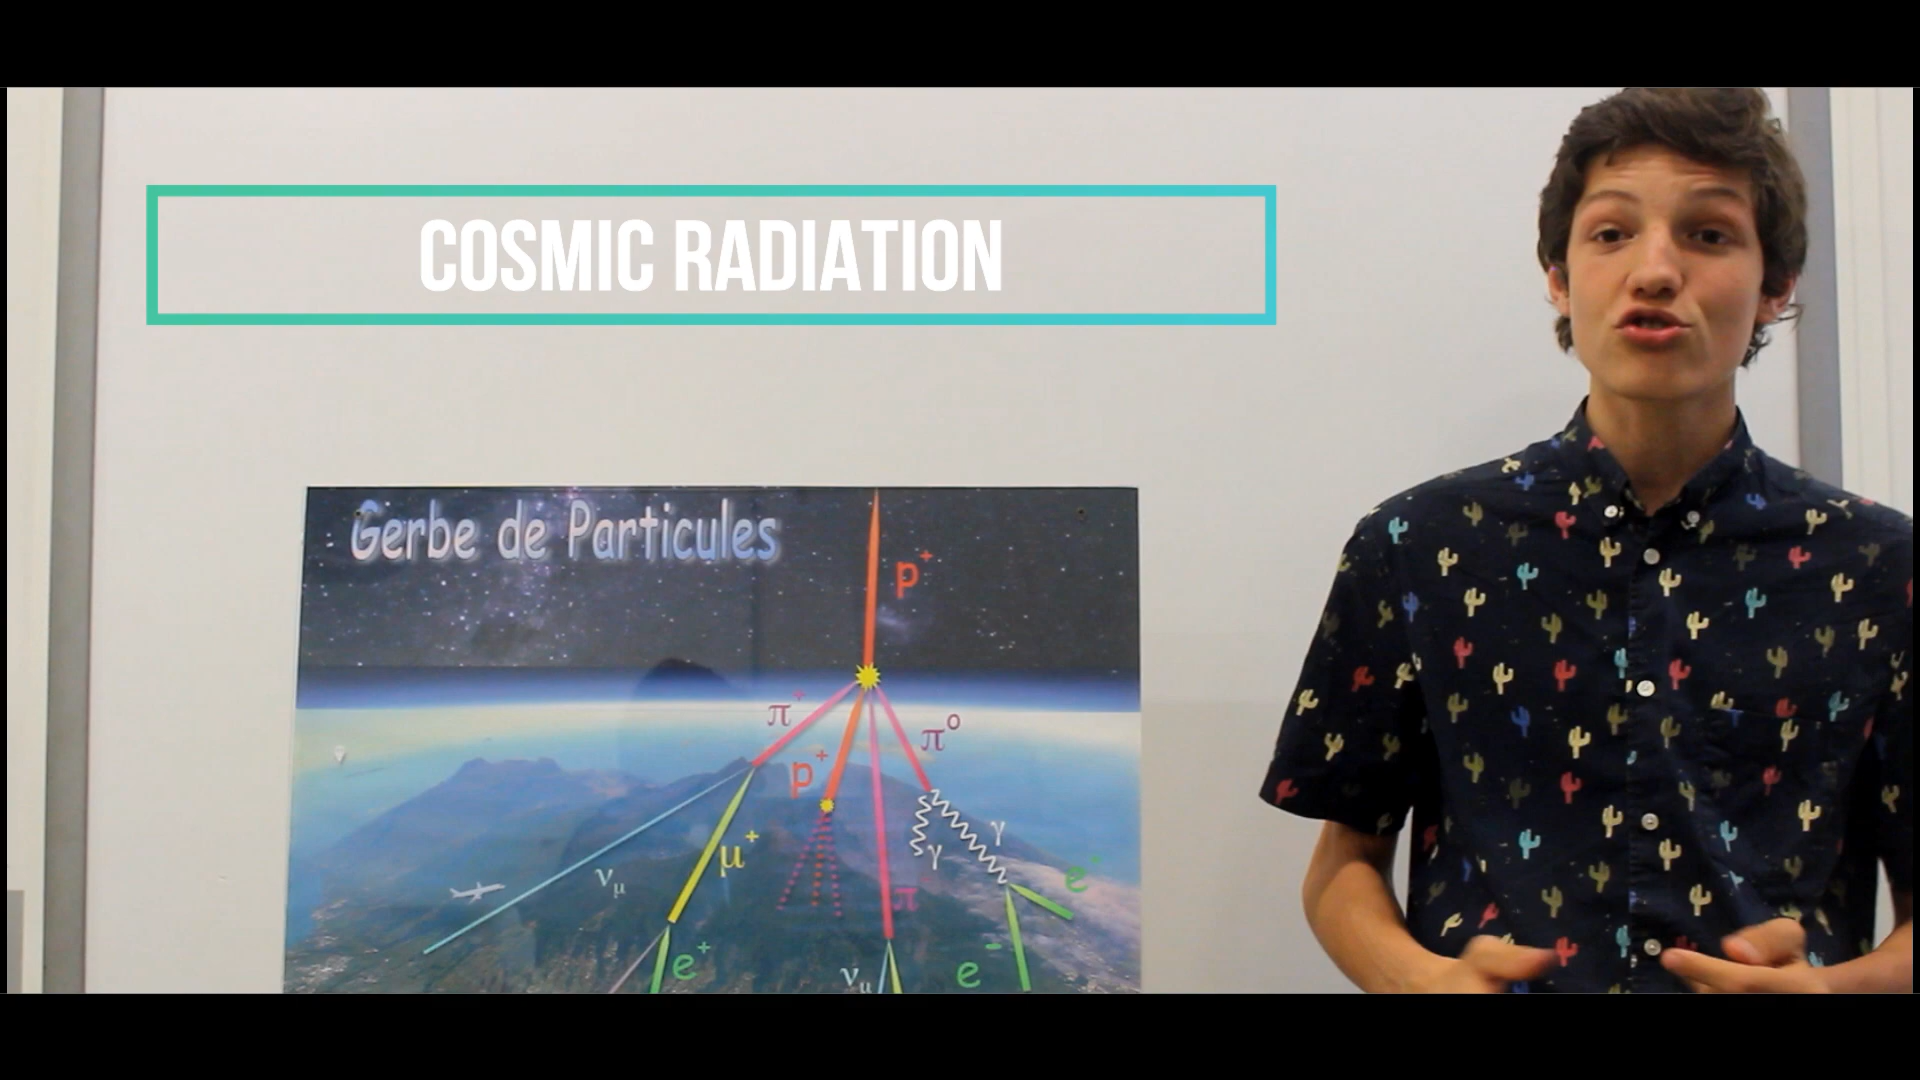 COSMIC RADIATION
Gerbe de Particules
p+
π+
π0
p+
γ
μ+
γ
e+
νμ
π
e+
νμ
e-